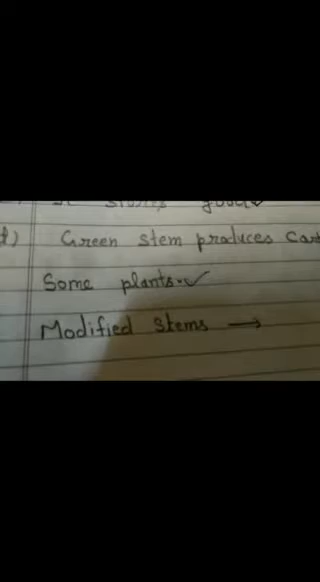 d) Green stem produces
Some plants.✓
Modified stems →